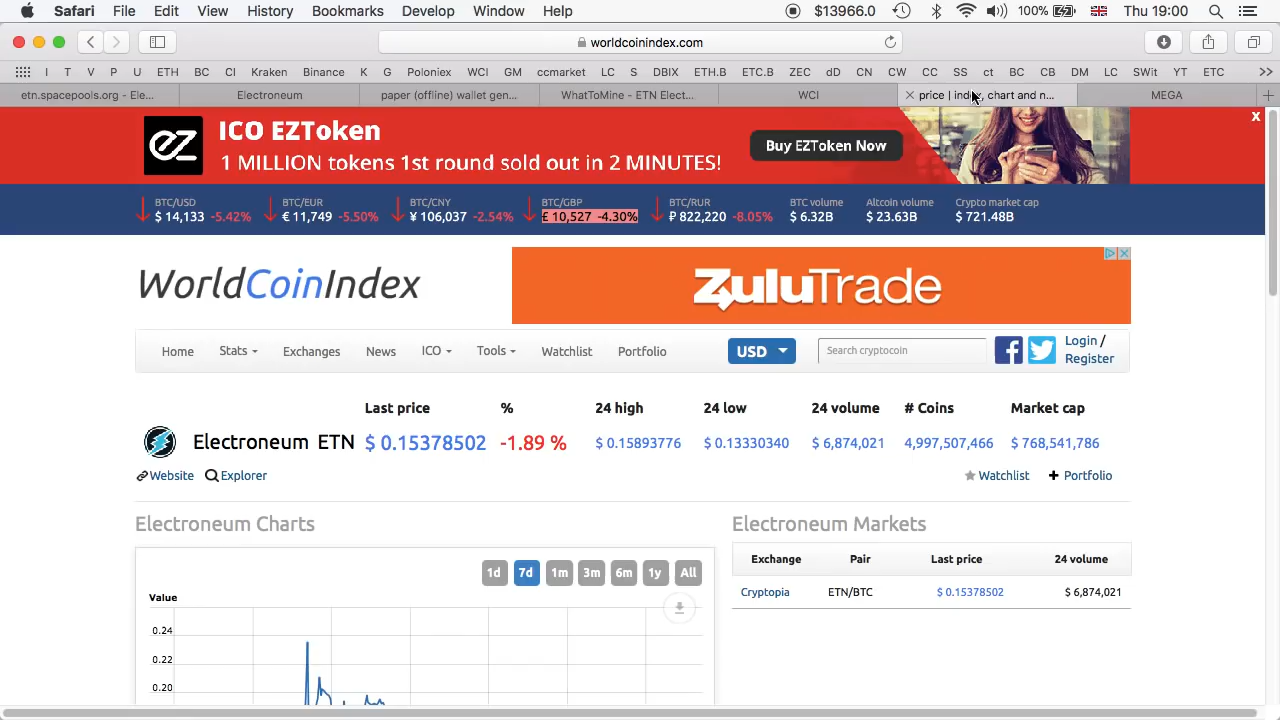 Safari File Edit View History Bookmarks Develop Window Help $13966.0 100% Thu 19:00
worldcoinindex.com
I T V P U ETH BC CI Kraken Binance K G Poloniex WCI GM ccmarket LC S DBIX ETH.B ETC.B ZEC dD CN CW CC SS ct BC CB DM LC SWit YT ETC
etn.spacepools.org - Ele... Electroneum paper (offline) wallet gen... WhatToMine - ETN Elect... WCI price | index, chart and n... MEGA
ez ICO EZToken
1 MILLION tokens 1st round sold out in 2 MINUTES!
Buy EZToken Now
x
BTC/USD BTC/EUR BTC/CNY BTC/GBP BTC/RUR BTC volume Altcoin volume Crypto market cap
$ 14,133 -5.42% € 11,749 -5.50% ¥ 106,037 -2.54% £ 10,527 -4.30% ₽ 822,220 -8.05% $ 6.32B $ 23.63B $ 721.48B
WorldCoinIndex
ZuluTrade
Home Stats Exchanges News ICO Tools Watchlist Portfolio USD Search cryptocoin Login / Register
Last price % 24 high 24 low 24 volume # Coins Market cap
Electroneum ETN $ 0.15378502 -1.89 % $ 0.15893776 $ 0.13330340 $ 6,874,021 4,997,507,466 $ 768,541,786
Website Explorer Watchlist Portfolio
Electroneum Charts
1d 7d 1m 3m 6m 1y All
Value
0.24
0.22
0.20
Electroneum Markets
Exchange Pair Last price 24 volume
Cryptopia ETN/BTC $ 0.15378502 $ 6,874,021